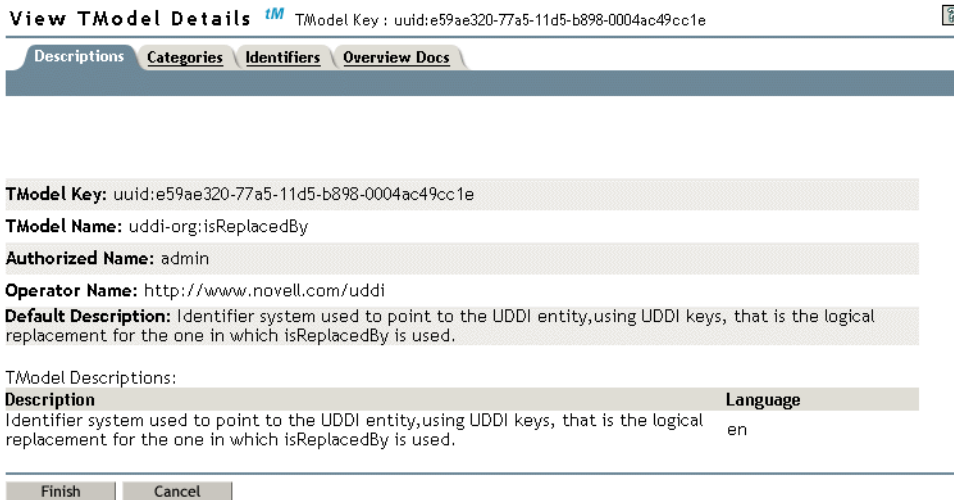 View TModel Details tM TModel Key : uuid:e59ae320-77a5-11d5-b898-0004ac49cc1e
Descriptions Categories Identifiers Overview Docs
TModel Key: uuid:e59ae320-77a5-11d5-b898-0004ac49cc1e
TModel Name: uddi-org:isReplacedBy
Authorized Name: admin
Operator Name: http://www.novell.com/uddi
Default Description: Identifier system used to point to the UDDI entity,using UDDI keys, that is the logical
replacement for the one in which isReplacedBy is used.
TModel Descriptions:
Description Language
Identifier system used to point to the UDDI entity,using UDDI keys, that is the logical
replacement for the one in which isReplacedBy is used. en
Finish Cancel